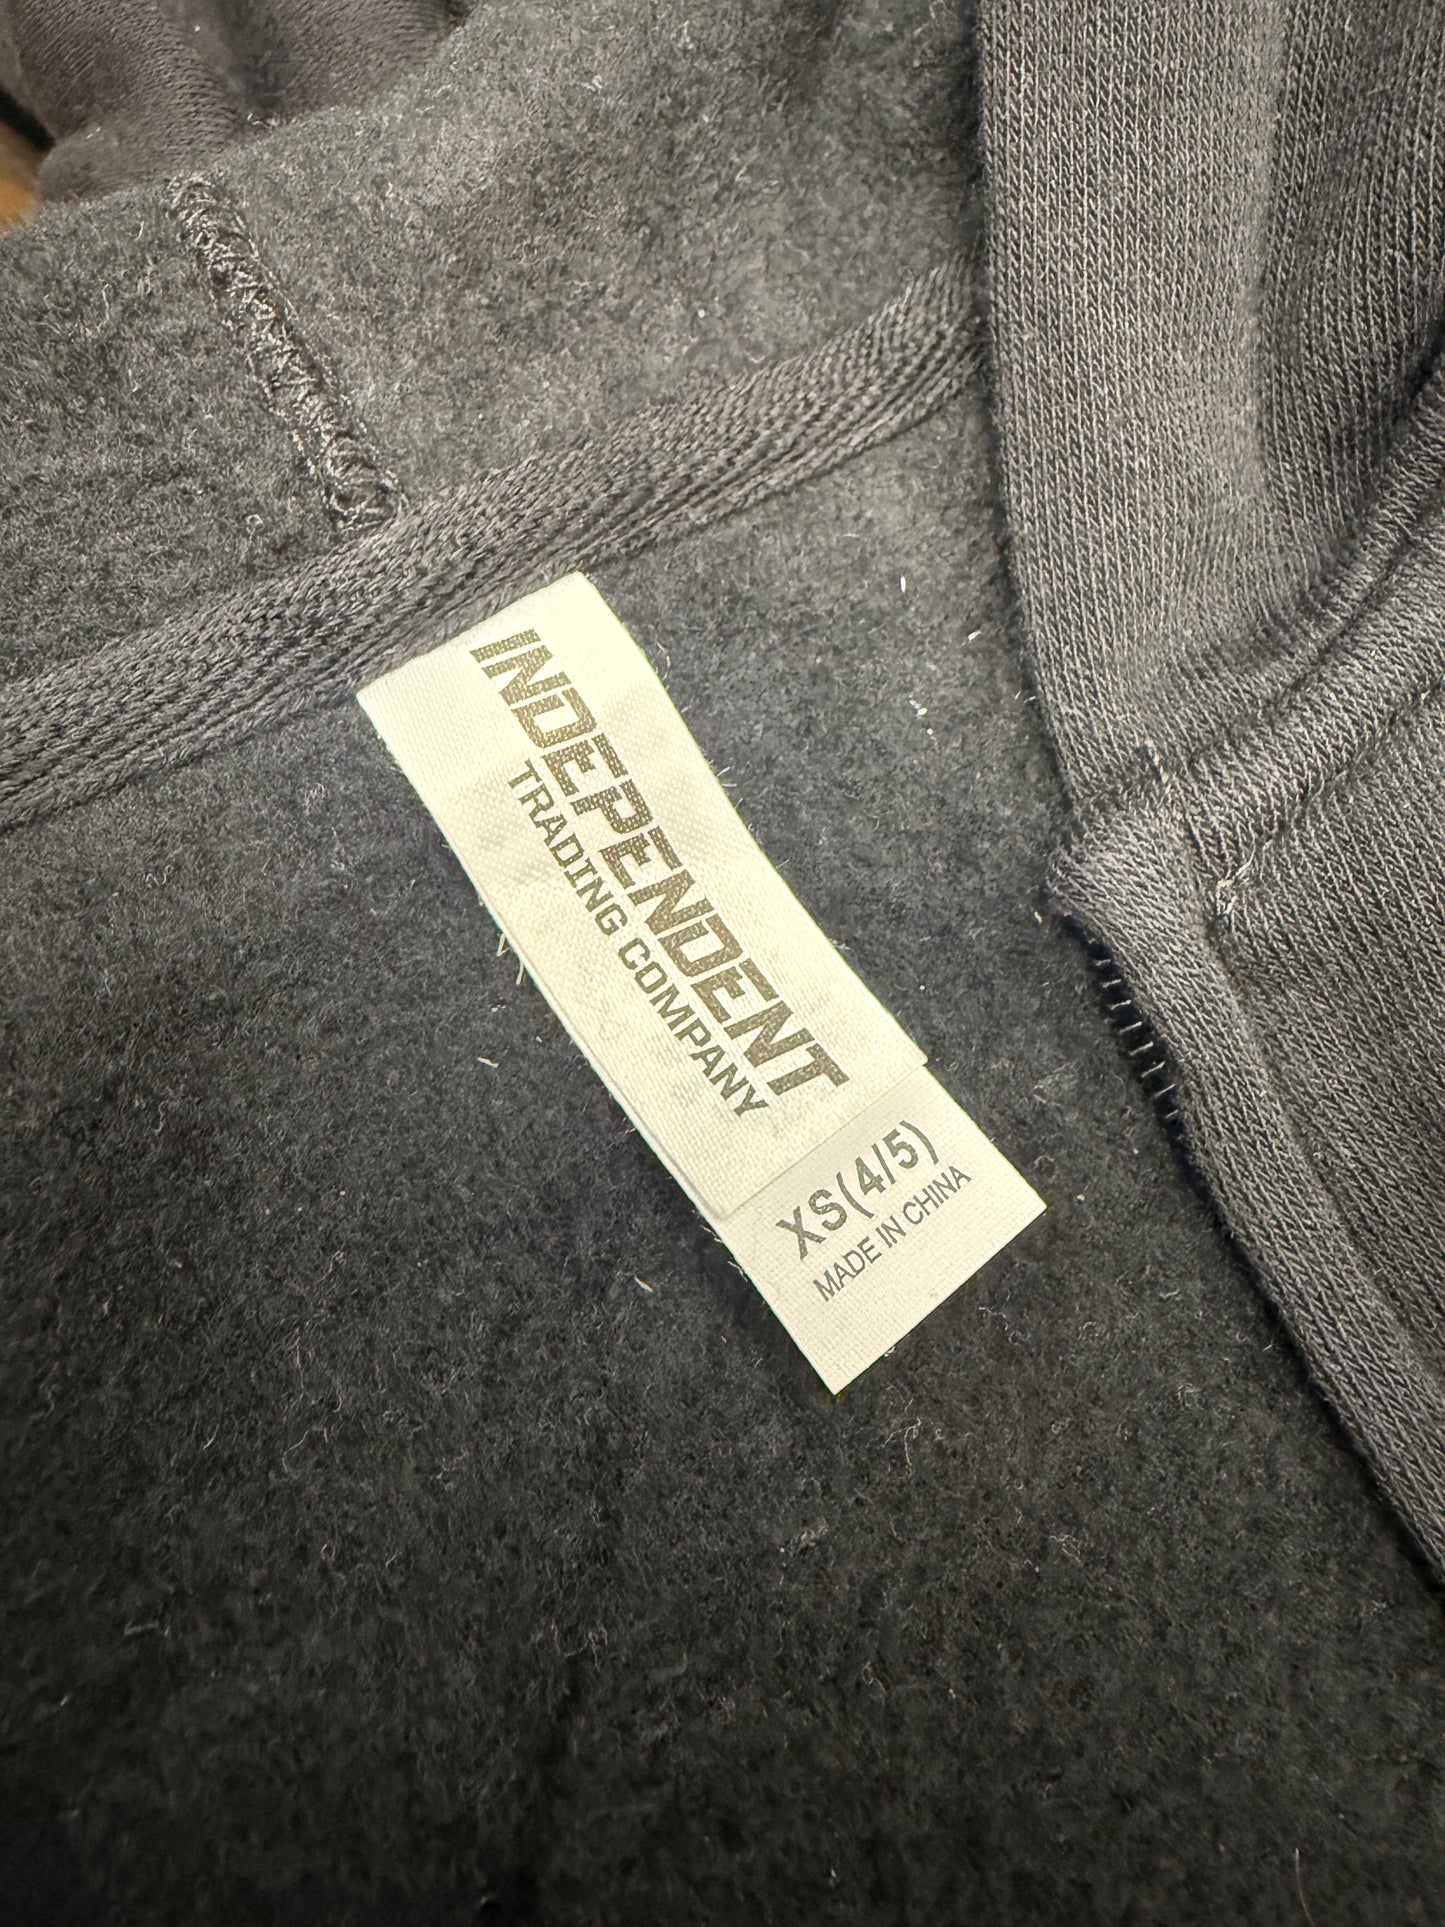 INDEPENDENT
TRADING COMPANY
XS(4/5)
MADE IN CHINA